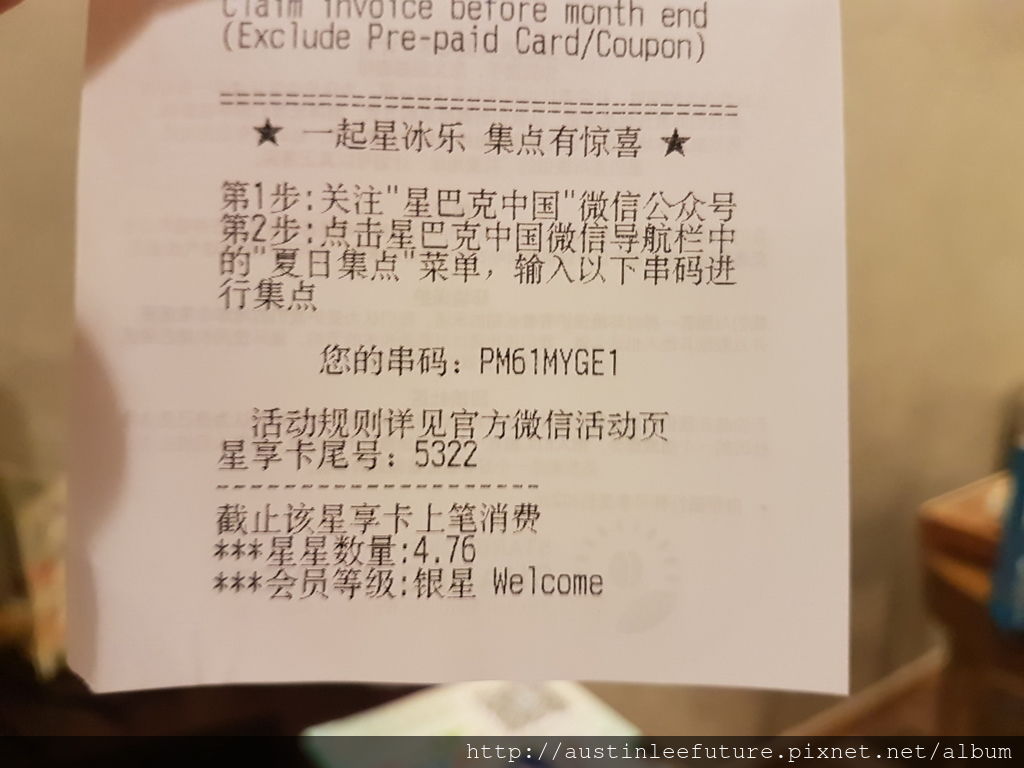 Claim invoice before month end
(Exclude Pre-paid Card/Coupon)
================================
★ 一起星冰乐 集点有惊喜 ★
第1步:关注"星巴克中国"微信公众号
第2步:点击星巴克中国微信导航栏中
的"夏日集点"菜单，输入以下串码进
行集点
您的串码：PM61MYGE1
活动规则详见官方微信活动页
星享卡尾号：5322
--------------------
截止该星享卡上笔消费
***星星数量:4.76
***会员等级:银星 Welcome
http://austinleefuture.pixnet.net/album